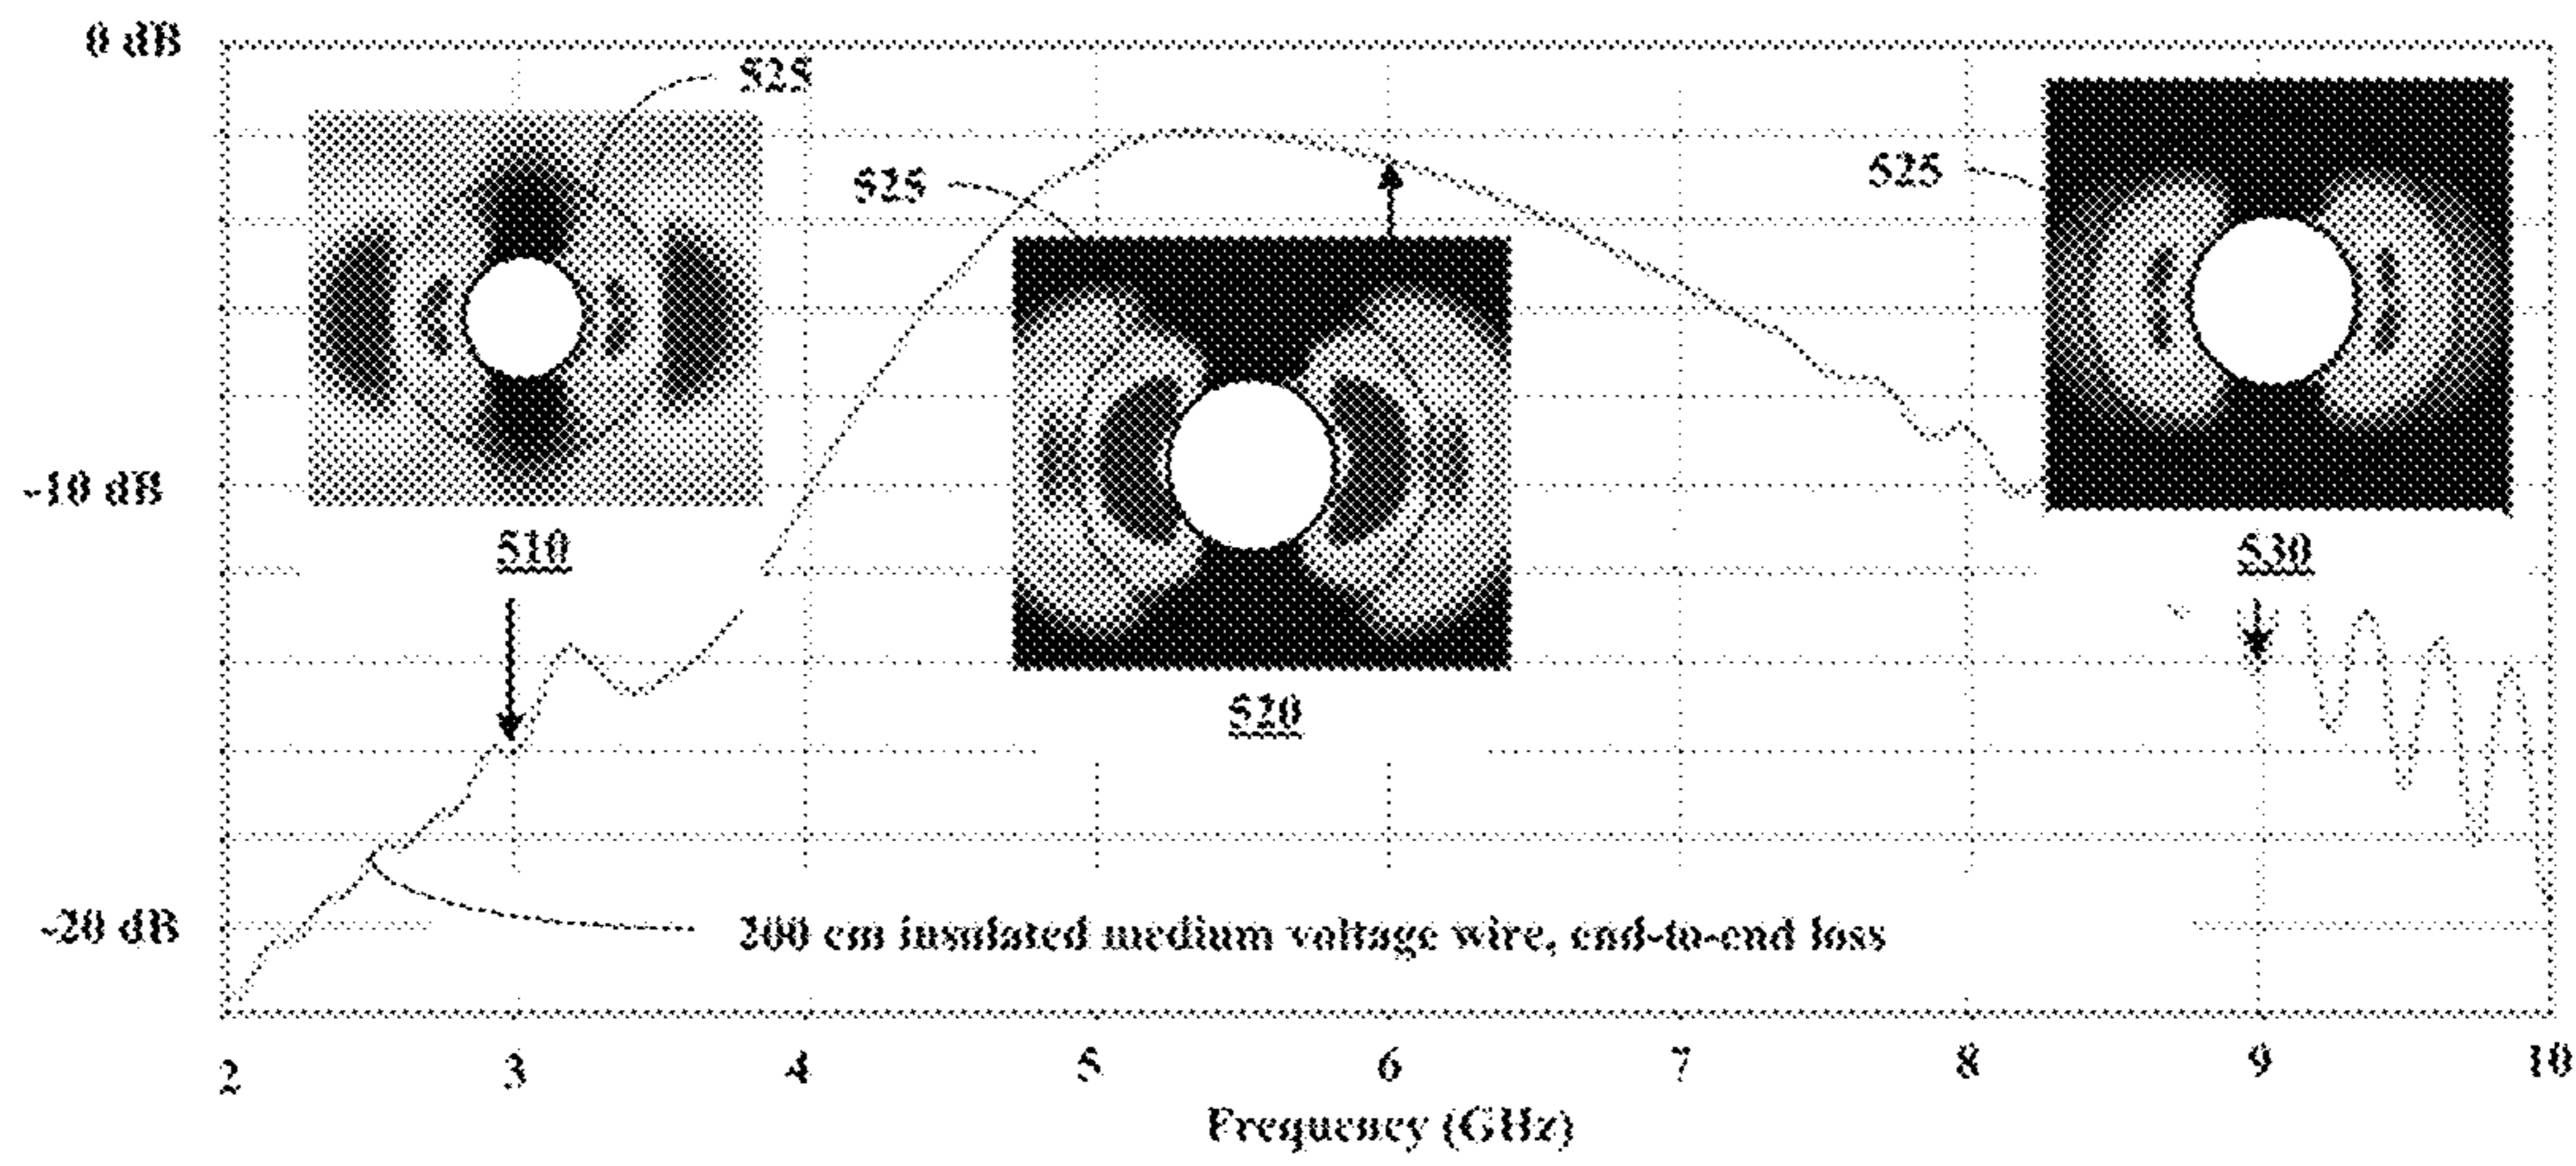 0 dB
525
525
525
-10 dB
510
530
520
-20 dB
200 cm insulated medium voltage wire, end-to-end loss
2 3 4 5 6 7 8 9 10
Frequency (GHz)